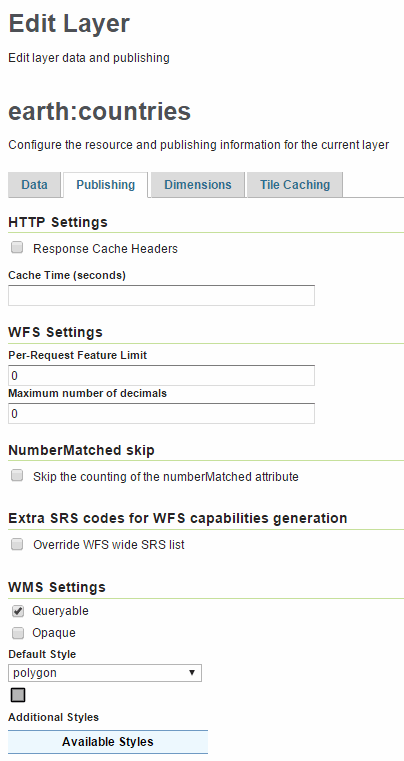 Edit Layer
Edit layer data and publishing
earth:countries
Configure the resource and publishing information for the current layer
Data Publishing Dimensions Tile Caching
HTTP Settings
Response Cache Headers
Cache Time (seconds)
WFS Settings
Per-Request Feature Limit
0
Maximum number of decimals
0
NumberMatched skip
Skip the counting of the numberMatched attribute
Extra SRS codes for WFS capabilities generation
Override WFS wide SRS list
WMS Settings
Queryable
Opaque
Default Style
polygon
Additional Styles
Available Styles